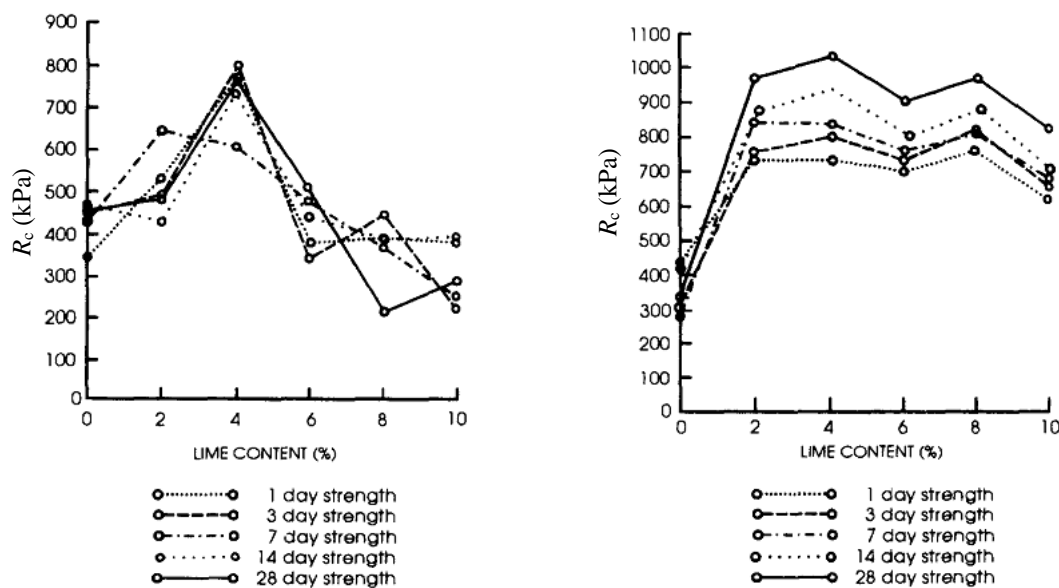 900
800
700
600
500
400
300
200
100
0
R_c (kPa)
0 2 4 6 8 10
LIME CONTENT (%)
1 day strength
3 day strength
7 day strength
14 day strength
28 day strength
1100
1000
900
800
700
600
500
400
300
200
100
0
R_c (kPa)
0 2 4 6 8 10
LIME CONTENT (%)
1 day strength
3 day strength
7 day strength
14 day strength
28 day strength